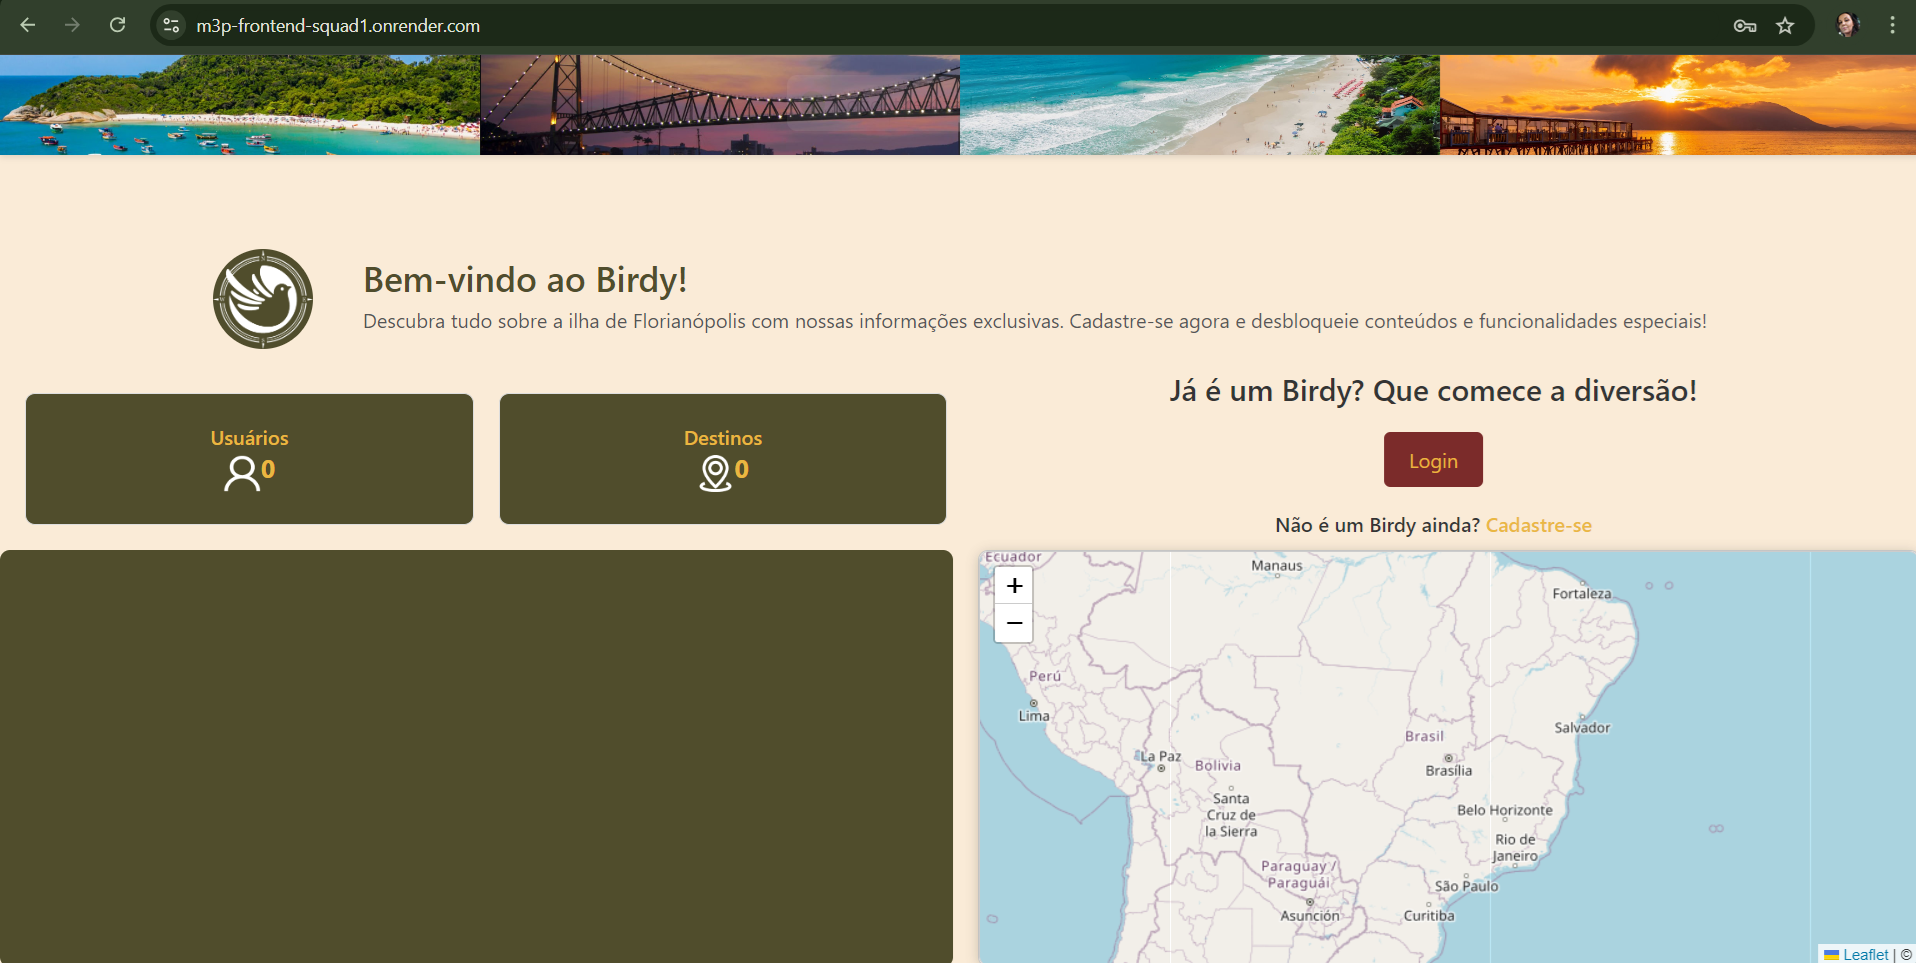 m3p-frontend-squad1.onrender.com
Bem-vindo ao Birdy!
Descubra tudo sobre a ilha de Florianópolis com nossas informações exclusivas. Cadastre-se agora e desbloqueie conteúdos e funcionalidades especiais!
Usuários
0
Destinos
0
Já é um Birdy? Que comece a diversão!
Login
Não é um Birdy ainda? Cadastre-se
+
−
Ecuador
Manaus
Fortaleza
Perú
Lima
Salvador
Brasil
La Paz
Bolivia
Brasília
Santa
Cruz de
la Sierra
Belo Horizonte
Rio de
Janeiro
Paraguay /
Paraguái
São Paulo
Asunción
Curitiba
Leaflet | ©